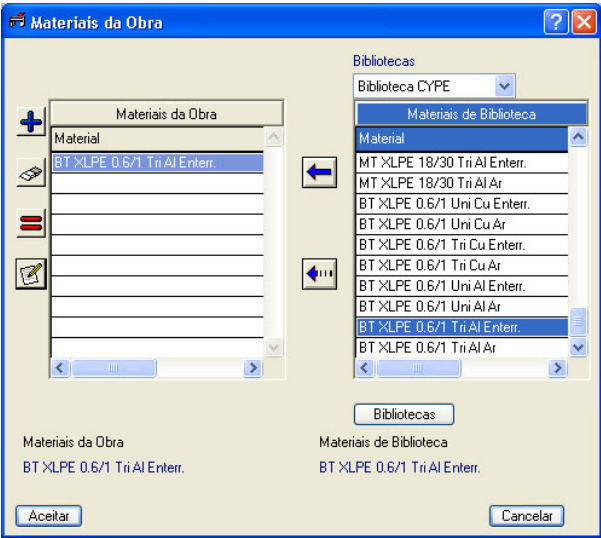 Materiais da Obra
Bibliotecas
Biblioteca CYPE
Materiais da Obra
Material
BT XLPE 0.6/1 Tri Al Enterr.
Materiais de Biblioteca
Material
MT XLPE 18/30 Tri Al Enterr.
MT XLPE 18/30 Tri Al Ar
BT XLPE 0.6/1 Uni Cu Enterr.
BT XLPE 0.6/1 Uni Cu Ar
BT XLPE 0.6/1 Tri Cu Enterr.
BT XLPE 0.6/1 Tri Cu Ar
BT XLPE 0.6/1 Uni Al Enterr.
BT XLPE 0.6/1 Uni Al Ar
BT XLPE 0.6/1 Tri Al Enterr.
BT XLPE 0.6/1 Tri Al Ar
Bibliotecas
Materiais da Obra
BT XLPE 0.6/1 Tri Al Enterr.
Materiais de Biblioteca
BT XLPE 0.6/1 Tri Al Enterr.
Aceitar
Cancelar